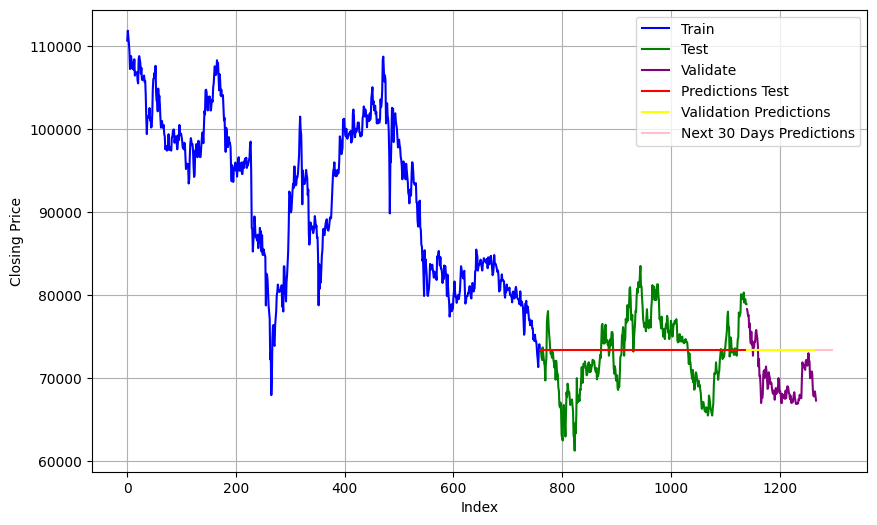 Train
Test
Validate
Predictions Test
Validation Predictions
Next 30 Days Predictions
110000
100000
90000
80000
70000
60000
Closing Price
0
200
400
600
800
1000
1200
Index